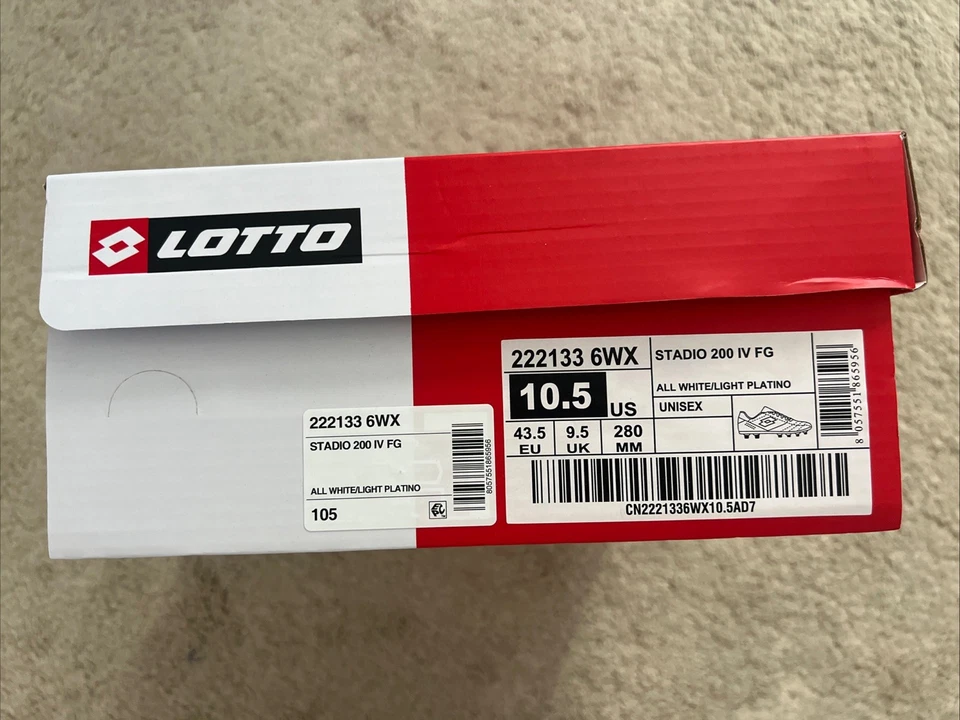 LOTTO
222133 6WX
STADIO 200 IV FG
ALL WHITE/LIGHT PLATINO
105
8057551865956
222133 6WX
10.5 US
43.5 EU
9.5 UK
280 MM
STADIO 200 IV FG
ALL WHITE/LIGHT PLATINO
UNISEX
8 057551 865956
CN2221336WX10.5AD7